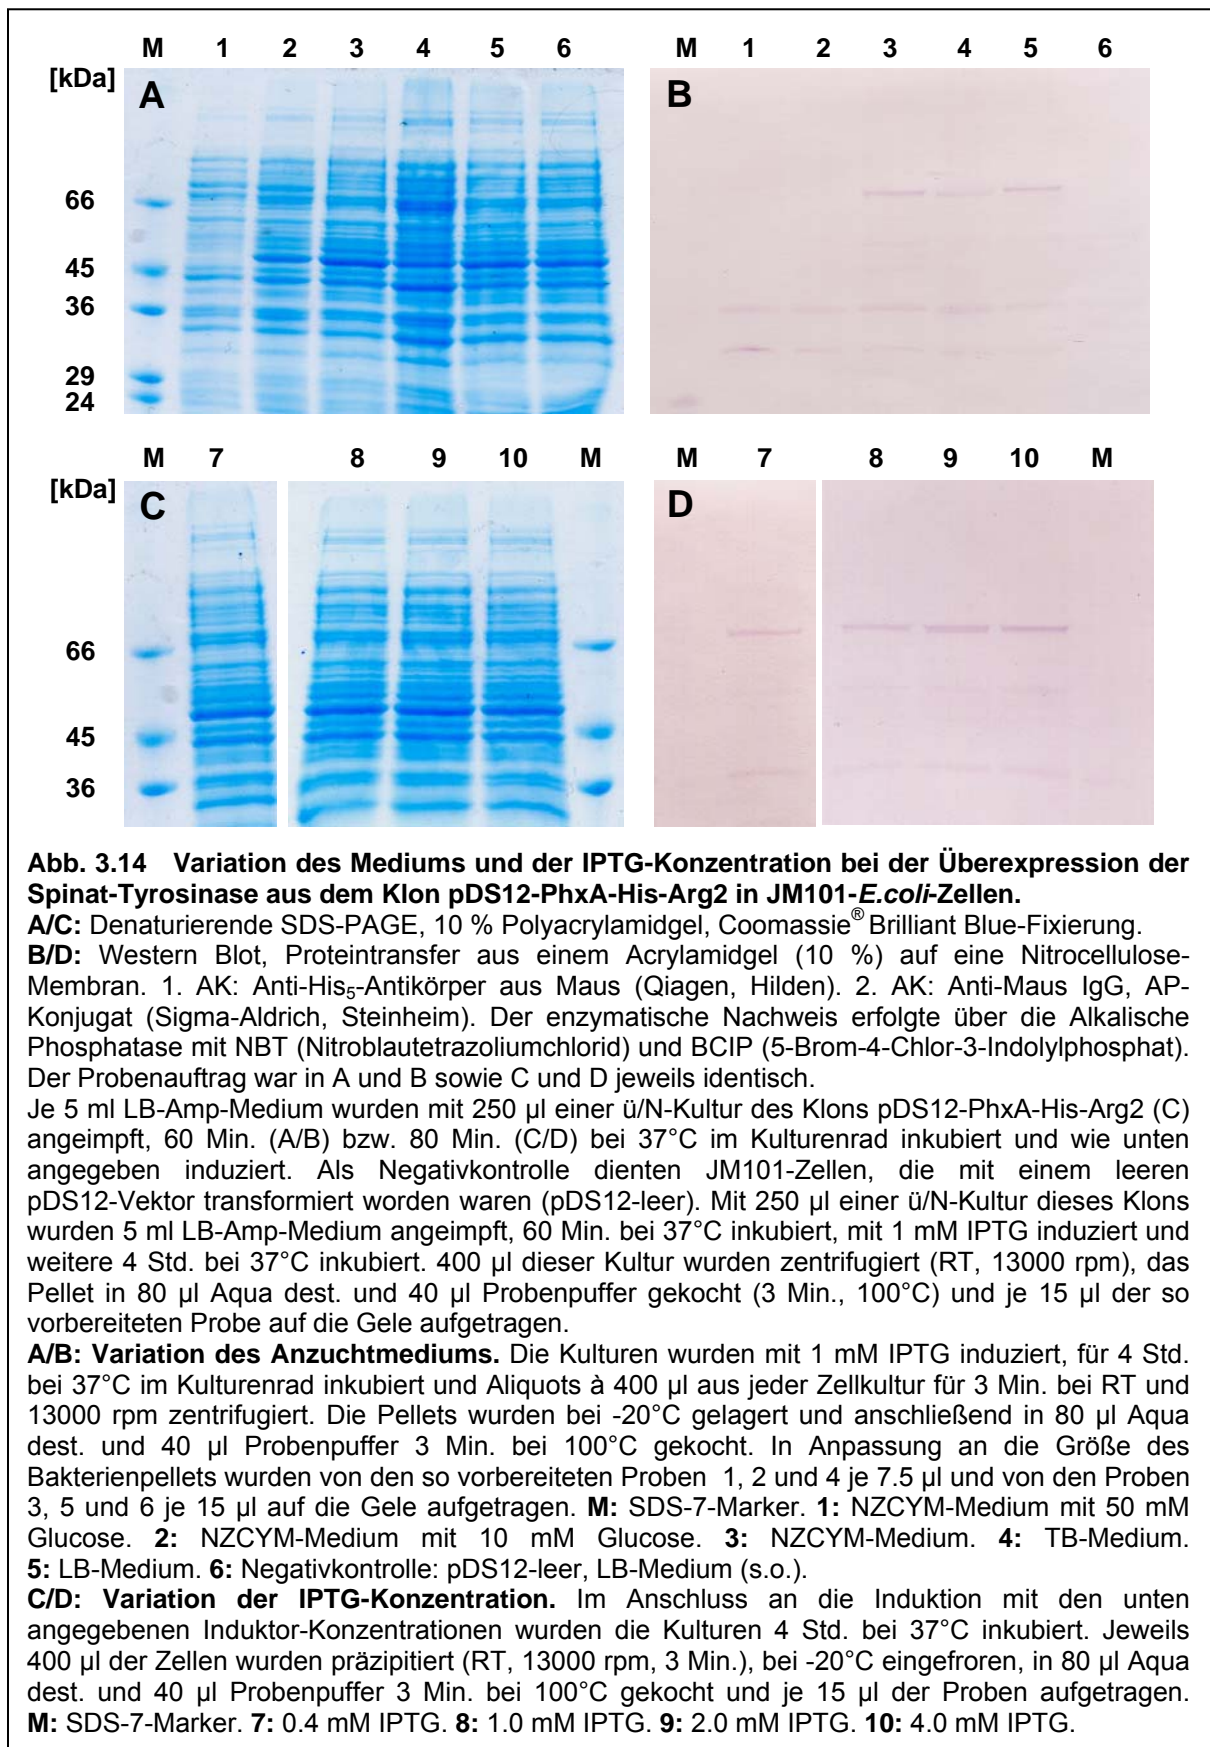 M 1 2 3 4 5 6 M 1 2 3 4 5 6
[kDa] A B
66
45
36
29
24
M 7 8 9 10 M M 7 8 9 10 M
[kDa] C D
66
45
36
Abb. 3.14 Variation des Mediums und der IPTG-Konzentration bei der Überexpression der
Spinat-Tyrosinase aus dem Klon pDS12-PhxA-His-Arg2 in JM101-E.coli-Zellen.
A/C: Denaturierende SDS-PAGE, 10 % Polyacrylamidgel, Coomassie® Brilliant Blue-Fixierung.
B/D: Western Blot, Proteintransfer aus einem Acrylamidgel (10 %) auf eine Nitrocellulose-
Membran. 1. AK: Anti-His₅-Antikörper aus Maus (Qiagen, Hilden). 2. AK: Anti-Maus IgG, AP-
Konjugat (Sigma-Aldrich, Steinheim). Der enzymatische Nachweis erfolgte über die Alkalische
Phosphatase mit NBT (Nitroblautetrazoliumchlorid) und BCIP (5-Brom-4-Chlor-3-Indolylphosphat).
Der Probenauftrag war in A und B sowie C und D jeweils identisch.
Je 5 ml LB-Amp-Medium wurden mit 250 µl einer ü/N-Kultur des Klons pDS12-PhxA-His-Arg2 (C)
angeimpft, 60 Min. (A/B) bzw. 80 Min. (C/D) bei 37°C im Kulturenrad inkubiert und wie unten
angegeben induziert. Als Negativkontrolle dienten JM101-Zellen, die mit einem leeren
pDS12-Vektor transformiert worden waren (pDS12-leer). Mit 250 µl einer ü/N-Kultur dieses Klons
wurden 5 ml LB-Amp-Medium angeimpft, 60 Min. bei 37°C inkubiert, mit 1 mM IPTG induziert und
weitere 4 Std. bei 37°C inkubiert. 400 µl dieser Kultur wurden zentrifugiert (RT, 13000 rpm), das
Pellet in 80 µl Aqua dest. und 40 µl Probenpuffer gekocht (3 Min., 100°C) und je 15 µl der so
vorbereiteten Probe auf die Gele aufgetragen.
A/B: Variation des Anzuchtmediums. Die Kulturen wurden mit 1 mM IPTG induziert, für 4 Std.
bei 37°C im Kulturenrad inkubiert und Aliquots à 400 µl aus jeder Zellkultur für 3 Min. bei RT und
13000 rpm zentrifugiert. Die Pellets wurden bei -20°C gelagert und anschließend in 80 µl Aqua
dest. und 40 µl Probenpuffer 3 Min. bei 100°C gekocht. In Anpassung an die Größe des
Bakterienpellets wurden von den so vorbereiteten Proben 1, 2 und 4 je 7.5 µl und von den Proben
3, 5 und 6 je 15 µl auf die Gele aufgetragen. M: SDS-7-Marker. 1: NZCYM-Medium mit 50 mM
Glucose. 2: NZCYM-Medium mit 10 mM Glucose. 3: NZCYM-Medium. 4: TB-Medium.
5: LB-Medium. 6: Negativkontrolle: pDS12-leer, LB-Medium (s.o.).
C/D: Variation der IPTG-Konzentration. Im Anschluss an die Induktion mit den unten
angegebenen Induktor-Konzentrationen wurden die Kulturen 4 Std. bei 37°C inkubiert. Jeweils
400 µl der Zellen wurden präzipitiert (RT, 13000 rpm, 3 Min.), bei -20°C eingefroren, in 80 µl Aqua
dest. und 40 µl Probenpuffer 3 Min. bei 100°C gekocht und je 15 µl der Proben aufgetragen.
M: SDS-7-Marker. 7: 0.4 mM IPTG. 8: 1.0 mM IPTG. 9: 2.0 mM IPTG. 10: 4.0 mM IPTG.